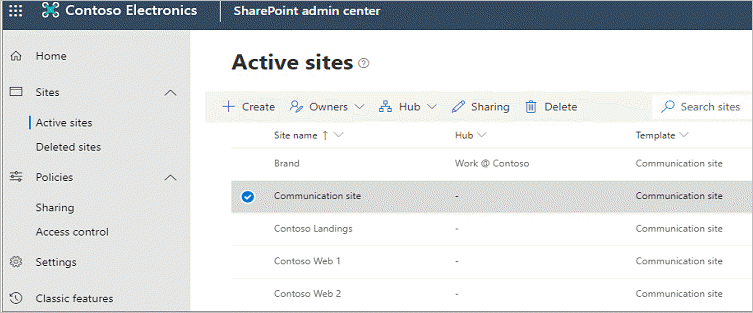 Contoso Electronics SharePoint admin center
Home
Sites
Active sites
Deleted sites
Policies
Sharing
Access control
Settings
Classic features
Active sites
Create Owners Hub Sharing Delete Search sites
Site name Hub Template
Brand Work @ Contoso Communication site
Communication site - Communication site
Contoso Landings - Communication site
Contoso Web 1 - Communication site
Contoso Web 2 - Communication site